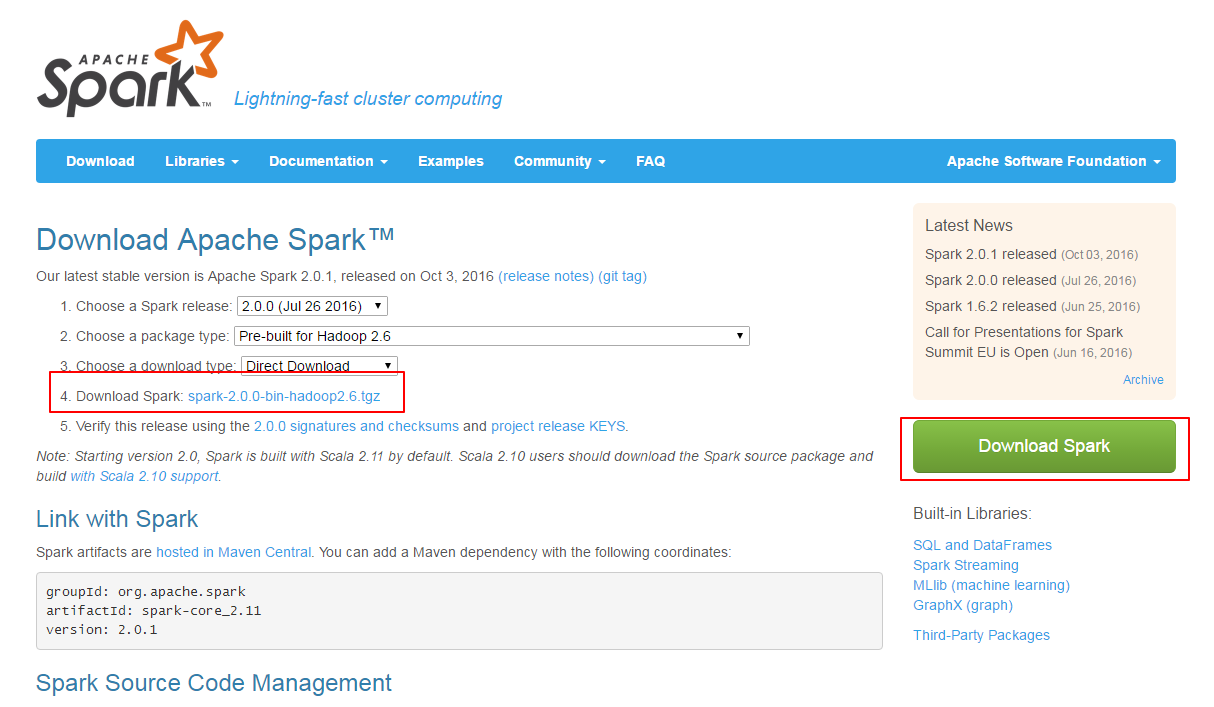 APACHE
Spark™
Lightning-fast cluster computing
Download Libraries Documentation Examples Community FAQ Apache Software Foundation
Download Apache Spark™
Our latest stable version is Apache Spark 2.0.1, released on Oct 3, 2016 (release notes) (git tag)
1. Choose a Spark release: 2.0.0 (Jul 26 2016)
2. Choose a package type: Pre-built for Hadoop 2.6
3. Choose a download type: Direct Download
4. Download Spark: spark-2.0.0-bin-hadoop2.6.tgz
5. Verify this release using the 2.0.0 signatures and checksums and project release KEYS.
Note: Starting version 2.0, Spark is built with Scala 2.11 by default. Scala 2.10 users should download the Spark source package and
build with Scala 2.10 support.
Link with Spark
Spark artifacts are hosted in Maven Central. You can add a Maven dependency with the following coordinates:
groupId: org.apache.spark
artifactId: spark-core_2.11
version: 2.0.1
Spark Source Code Management
Latest News
Spark 2.0.1 released (Oct 03, 2016)
Spark 2.0.0 released (Jul 26, 2016)
Spark 1.6.2 released (Jun 25, 2016)
Call for Presentations for Spark
Summit EU is Open (Jun 16, 2016)
Archive
Download Spark
Built-in Libraries:
SQL and DataFrames
Spark Streaming
MLlib (machine learning)
GraphX (graph)
Third-Party Packages